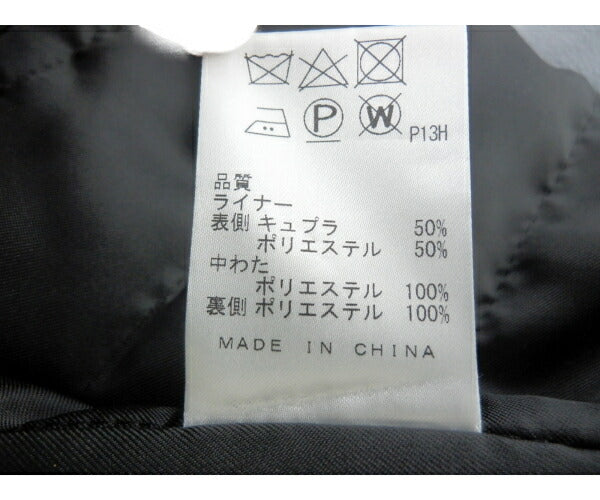 P W P13H
品質
ライナー
表側 キュプラ 50%
ポリエステル 50%
中わた
ポリエステル 100%
裏側 ポリエステル 100%
MADE IN CHINA